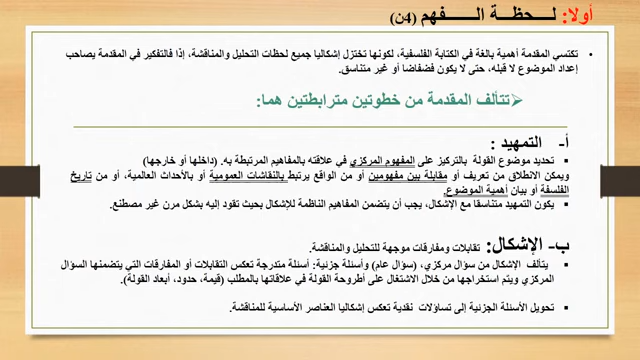 أولا: لـــحظـــة الـــــفهم (4ن)
• تكتسي المقدمة أهمية بالغة في الكتابة الفلسفية، لكونها تختزل إشكاليا جميع لحظات التحليل والمناقشة، إذا فالتفكير في المقدمة يصاحب
إعداد الموضوع لا قبله، حتى لا يكون فضفاضا أو غير متناسق.
➢تتألف المقدمة من خطوتين مترابطتين هما:
أ- التمهيد :
▪ تحديد موضوع القولة بالتركيز على المفهوم المركزي في علاقته بالمفاهيم المرتبطة به. (داخلها أو خارجها)
ويمكن الانطلاق من تعريف أو مقابلة بين مفهومين أو من الواقع يرتبط بالنقاشات العمومية أو بالأحداث العالمية، أو من تاريخ
الفلسفة أو بيان أهمية الموضوع.
▪ يكون التمهيد متناسقا مع الإشكال، يجب أن يتضمن المفاهيم الناظمة للإشكال بحيث تقود إليه بشكل مرن غير مصطنع.
ب- الإشكال: تقابلات ومفارقات موجهة للتحليل والمناقشة.
▪ يتألف الإشكال من سؤال مركزي، (سؤال عام) وأسئلة جزئية: أسئلة متدرجة تعكس التقابلات أو المفارقات التي يتضمنها السؤال
المركزي ويتم استخراجها من خلال الاشتغال على أطروحة القولة في علاقاتها بالمطلب (قيمة، حدود، أبعاد القولة).
▪ تحويل الأسئلة الجزئية إلى تساؤلات نقدية تعكس إشكاليا العناصر الأساسية للمناقشة.